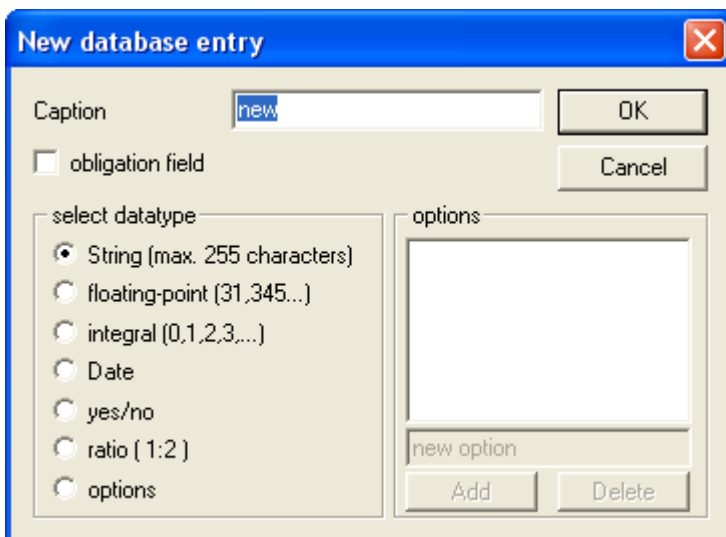 New database entry
Caption
new
OK
obligation field
Cancel
select datatype
String (max. 255 characters)
floating-point (31,345...)
integral (0,1,2,3,...)
Date
yes/no
ratio ( 1:2 )
options
options
new option
Add
Delete